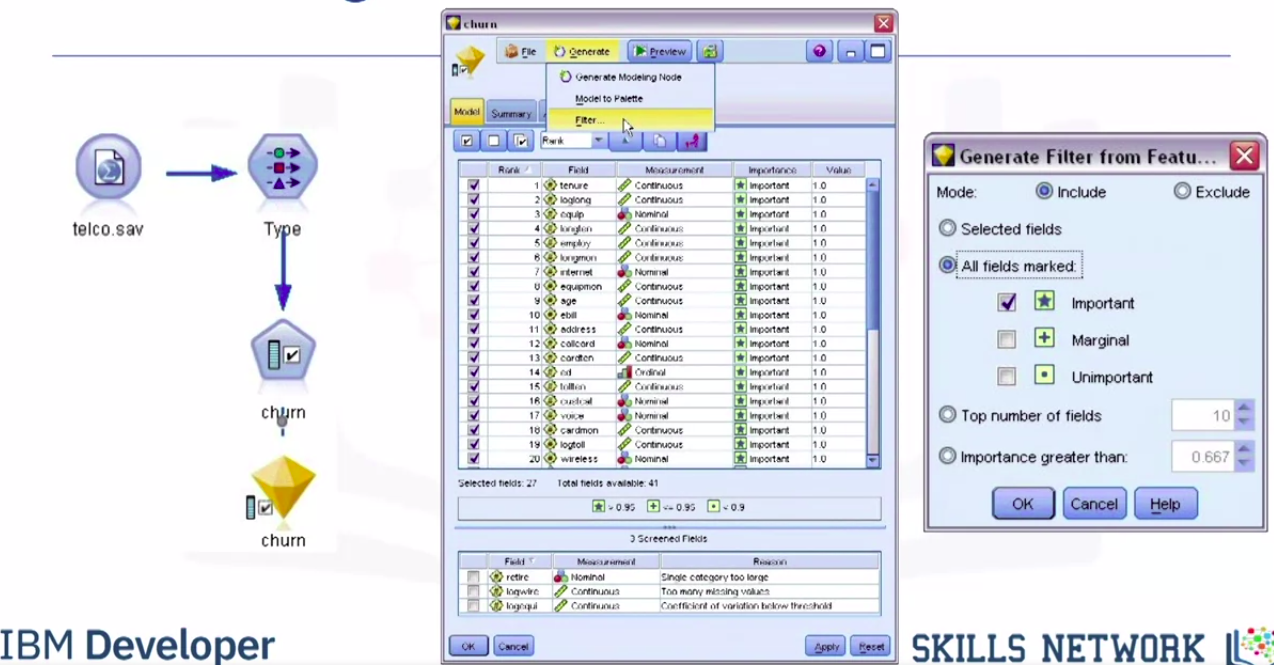 churn
File Generate Preview
Generate Modeling Node
Model to Palette
Filter...
Model Summary
Rank
Rank Field Measurement Importance Value
1 tenure Continuous Important 1.0
2 loglong Continuous Important 1.0
3 equip Nominal Important 1.0
4 longten Continuous Important 1.0
5 employ Continuous Important 1.0
6 longmon Continuous Important 1.0
7 internet Nominal Important 1.0
8 equipmon Continuous Important 1.0
9 age Continuous Important 1.0
10 ebill Nominal Important 1.0
11 address Continuous Important 1.0
12 callcard Nominal Important 1.0
13 cardten Continuous Important 1.0
14 ed Ordinal Important 1.0
15 tollten Continuous Important 1.0
16 custcat Nominal Important 1.0
17 voice Nominal Important 1.0
18 cardmon Continuous Important 1.0
19 logtoll Continuous Important 1.0
20 wireless Nominal Important 1.0
Selected fields: 27 Total fields available: 41
> 0.95 <= 0.95 < 0.9
3 Screened Fields
Field Measurement Reason
retire Nominal Single category too large
logwire Continuous Too many missing values
logequi Continuous Coefficient of variation below threshold
OK Cancel Apply Reset
telco.sav
Type
churn
churn
Generate Filter from Featu...
Mode: Include Exclude
Selected fields
All fields marked:
Important
Marginal
Unimportant
Top number of fields 10
Importance greater than: 0.667
OK Cancel Help
IBM Developer
SKILLS NETWORK